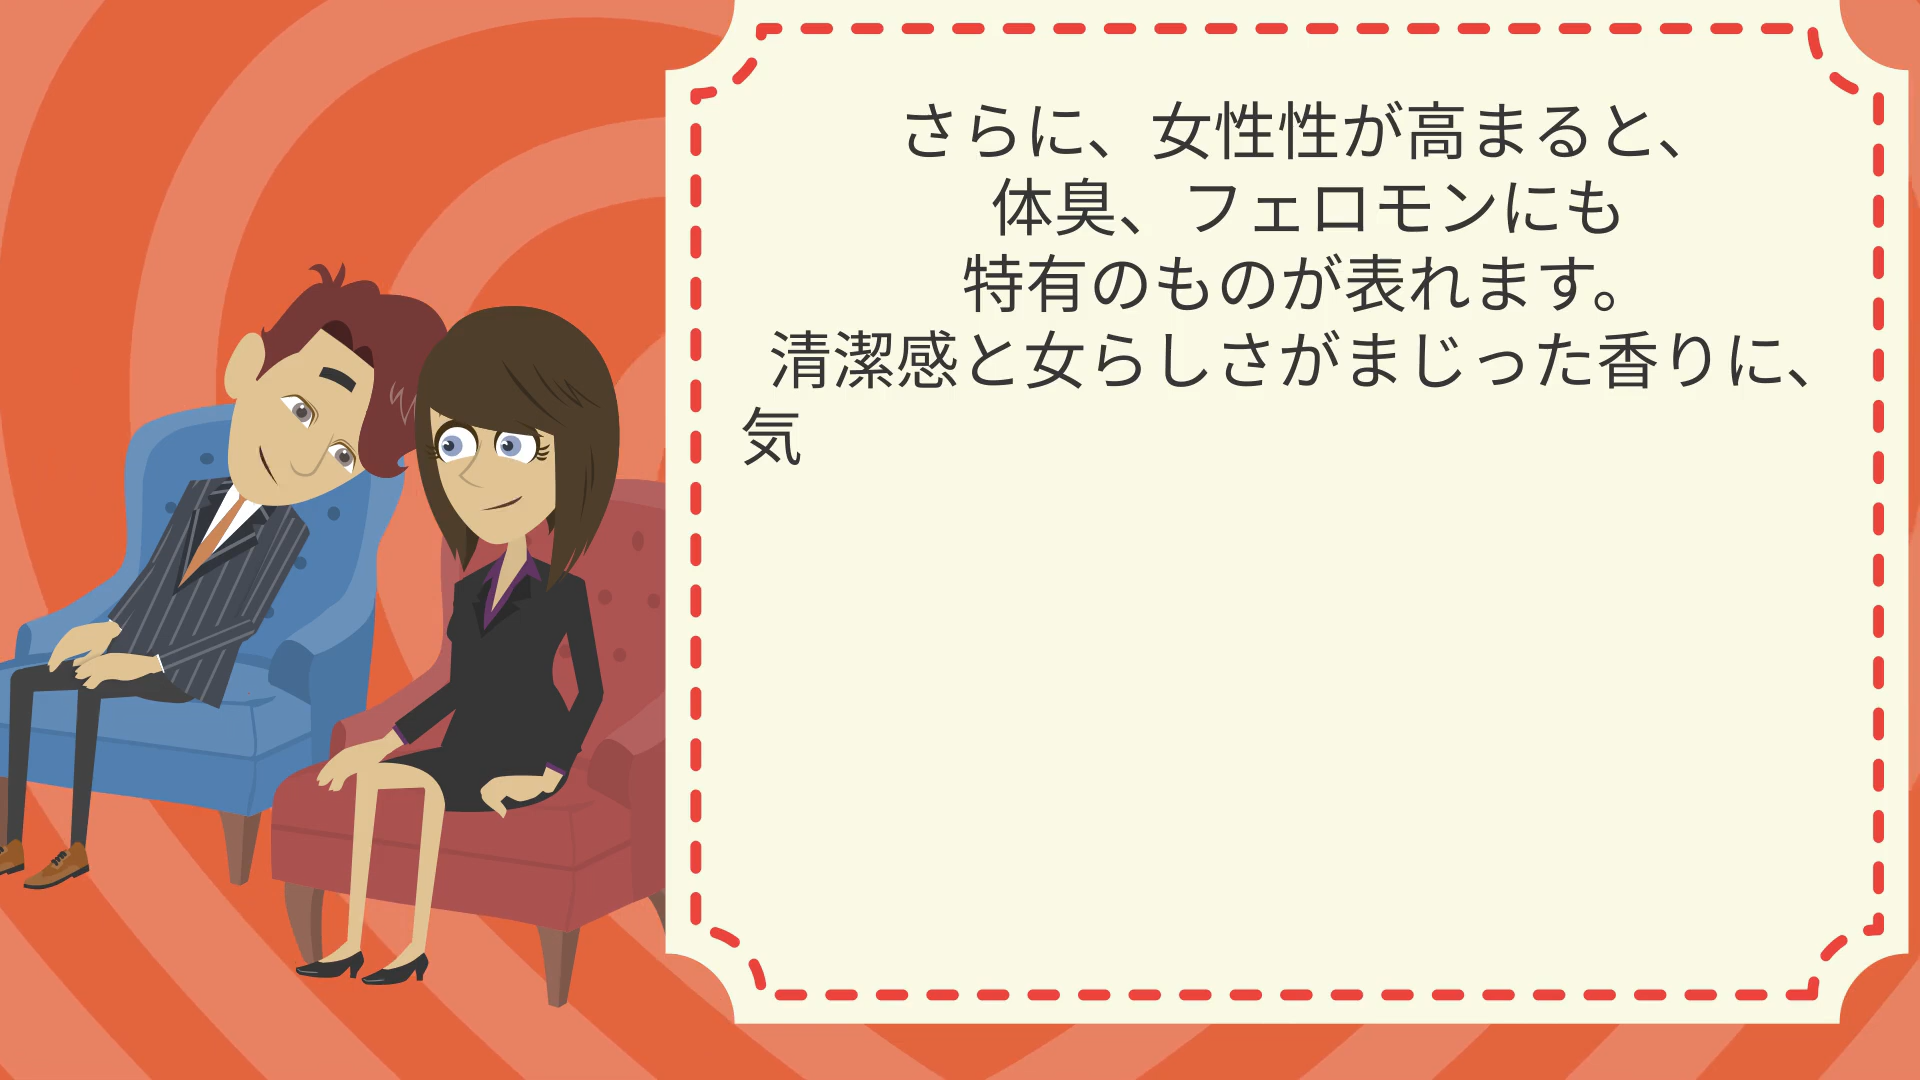 さらに、女性性が高まると、
体臭、フェロモンにも
特有のものが表れます。
清潔感と女らしさがまじった香りに、
気